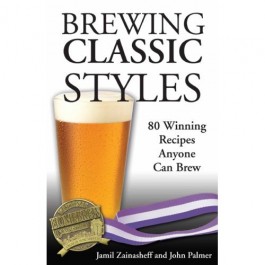 BREWING
CLASSIC
STYLES
80 Winning
Recipes
Anyone
Can Brew
Jamil Zainasheff and John Palmer